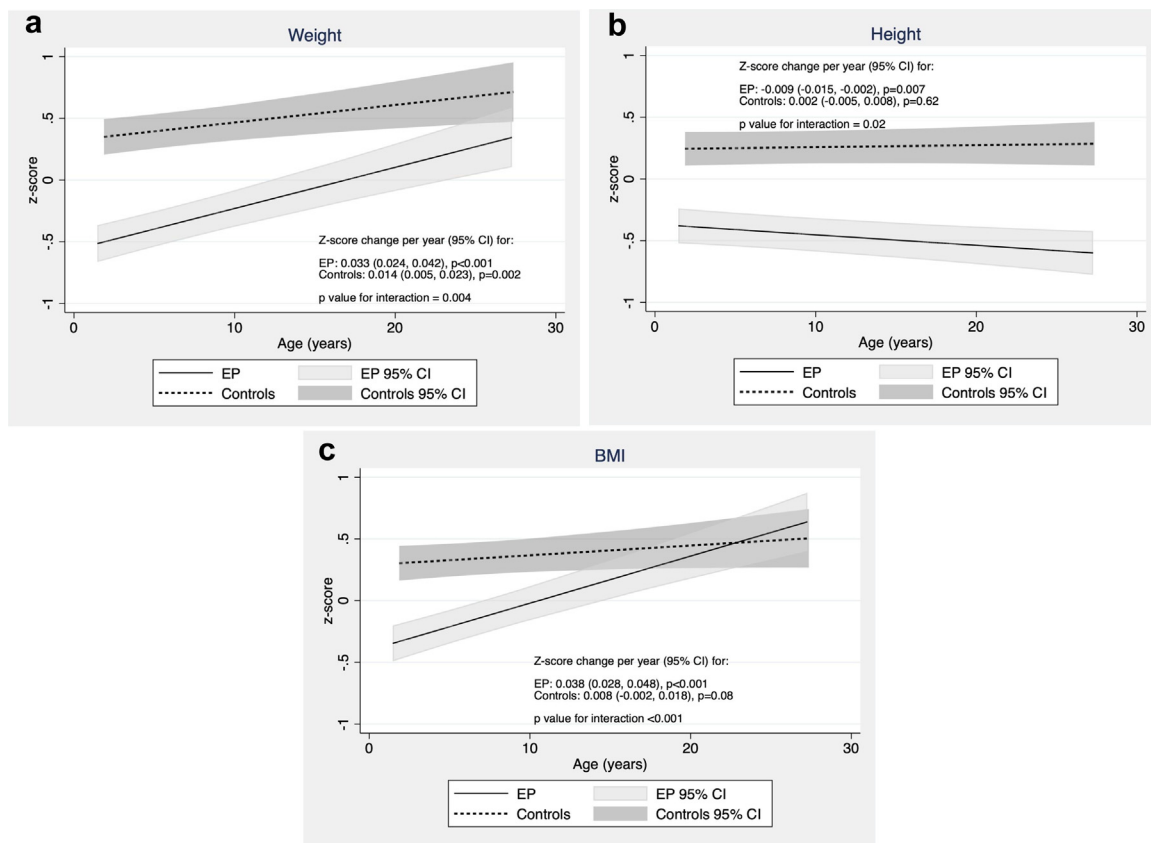 a
Weight
1
.5
0
-.5
-1
z-score
Z-score change per year (95% CI) for:
EP: 0.033 (0.024, 0.042), p<0.001
Controls: 0.014 (0.005, 0.023), p=0.002
p value for interaction = 0.004
0 10 20 30
Age (years)
EP EP 95% CI
Controls Controls 95% CI
b
Height
1
.5
0
-.5
-1
z-score
Z-score change per year (95% CI) for:
EP: -0.009 (-0.015, -0.002), p=0.007
Controls: 0.002 (-0.005, 0.008), p=0.62
p value for interaction = 0.02
0 10 20 30
Age (years)
EP EP 95% CI
Controls Controls 95% CI
c
BMI
1
.5
0
-.5
-1
z-score
Z-score change per year (95% CI) for:
EP: 0.038 (0.028, 0.048), p<0.001
Controls: 0.008 (-0.002, 0.018), p=0.08
p value for interaction <0.001
0 10 20 30
Age (years)
EP EP 95% CI
Controls Controls 95% CI